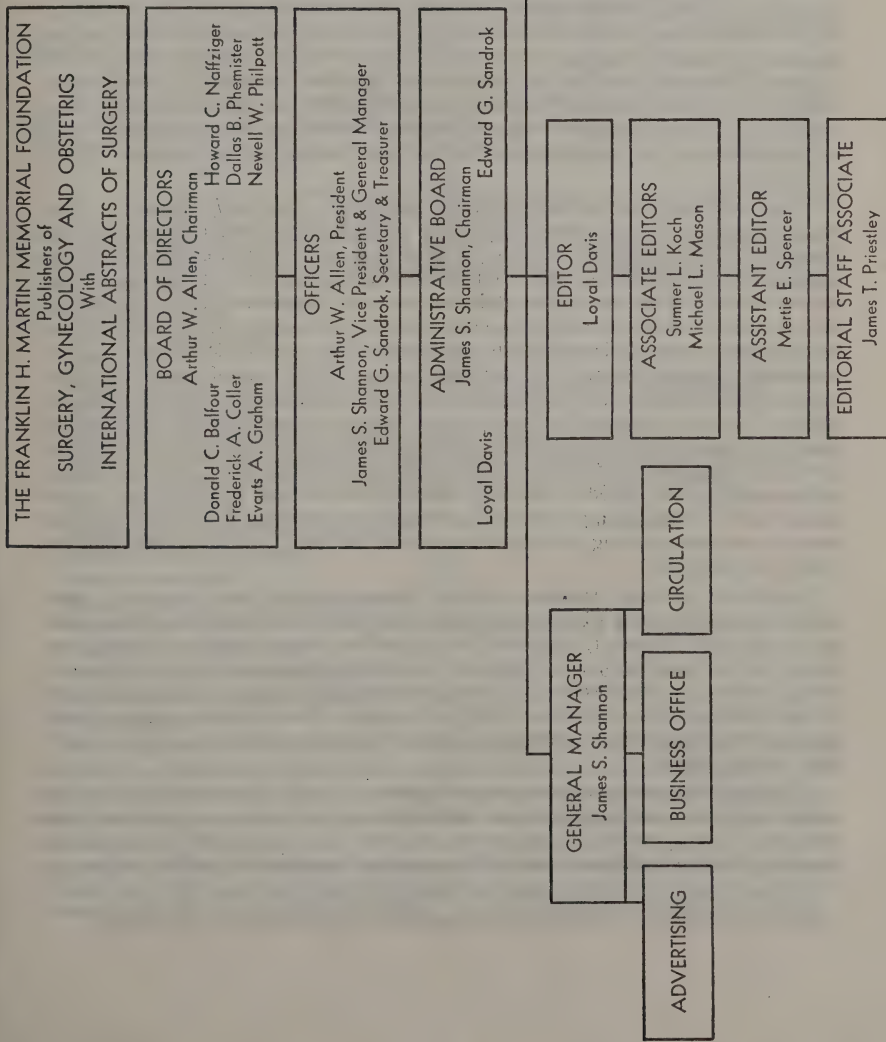 THE FRANKLIN H. MARTIN MEMORIAL FOUNDATION
Publishers of
SURGERY, GYNECOLOGY AND OBSTETRICS
With
INTERNATIONAL ABSTRACTS OF SURGERY
BOARD OF DIRECTORS
Arthur W. Allen, Chairman
Donald C. Balfour Howard C. Naffziger
Frederick A. Coller Dallas B. Phemister
Evarts A. Graham Newell W. Philpott
OFFICERS
Arthur W. Allen, President
James S. Shannon, Vice President & General Manager
Edward G. Sandrok, Secretary & Treasurer
ADMINISTRATIVE BOARD
James S. Shannon, Chairman
Loyal Davis Edward G. Sandrok
GENERAL MANAGER
James S. Shannon
ADVERTISING
BUSINESS OFFICE
CIRCULATION
EDITOR
Loyal Davis
ASSOCIATE EDITORS
Sumner L. Koch
Michael L. Mason
ASSISTANT EDITOR
Mertie E. Spencer
EDITORIAL STAFF ASSOCIATE
James T. Priestley